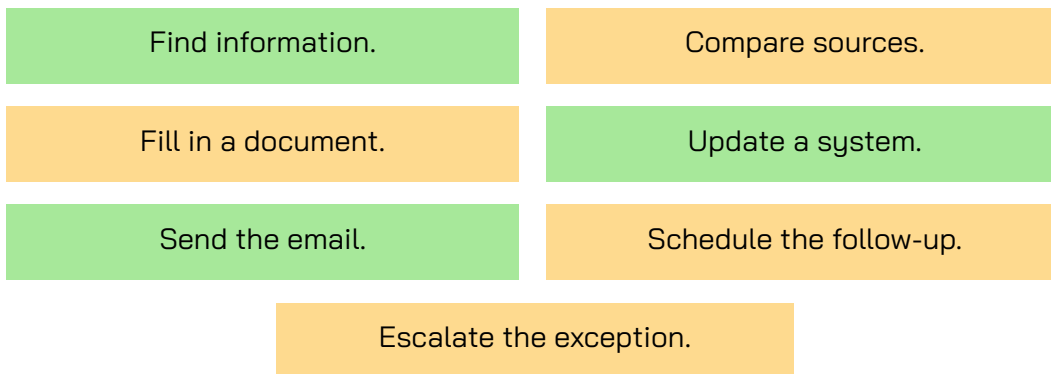 Find information.
Compare sources.
Fill in a document.
Update a system.
Send the email.
Schedule the follow-up.
Escalate the exception.